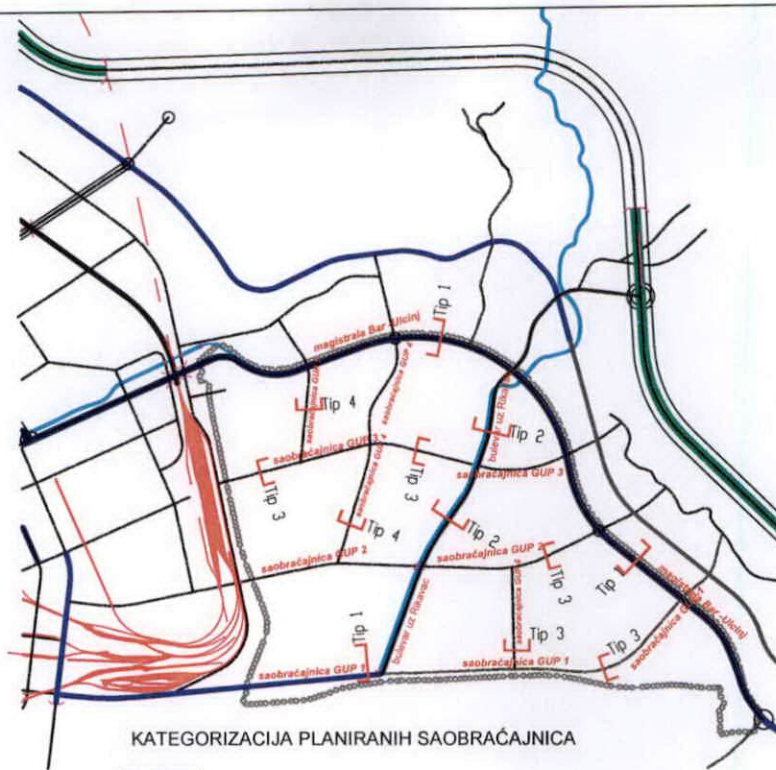 Tip 1
magistrala Bar -Ulcinj
saobraćajnica GUP 4
Tip 4
bulevar uz Rikavac
Tip 2
saobraćajnica GUP 3
Tip 3
Tip 3
saobraćajnica GUP 3
saobraćajnica GUP 4
Tip 4
Tip 2
saobraćajnica GUP 2
saobraćajnica GUP 2
Tip 3
Tip
magistrala Bar -Ulcinj
Tip 1
bulevar uz Rikavac
Tip 3
Tip 3
saobraćajnica GUP 1
saobraćajnica GUP 1
KATEGORIZACIJA PLANIRANIH SAOBRAĆAJNICA